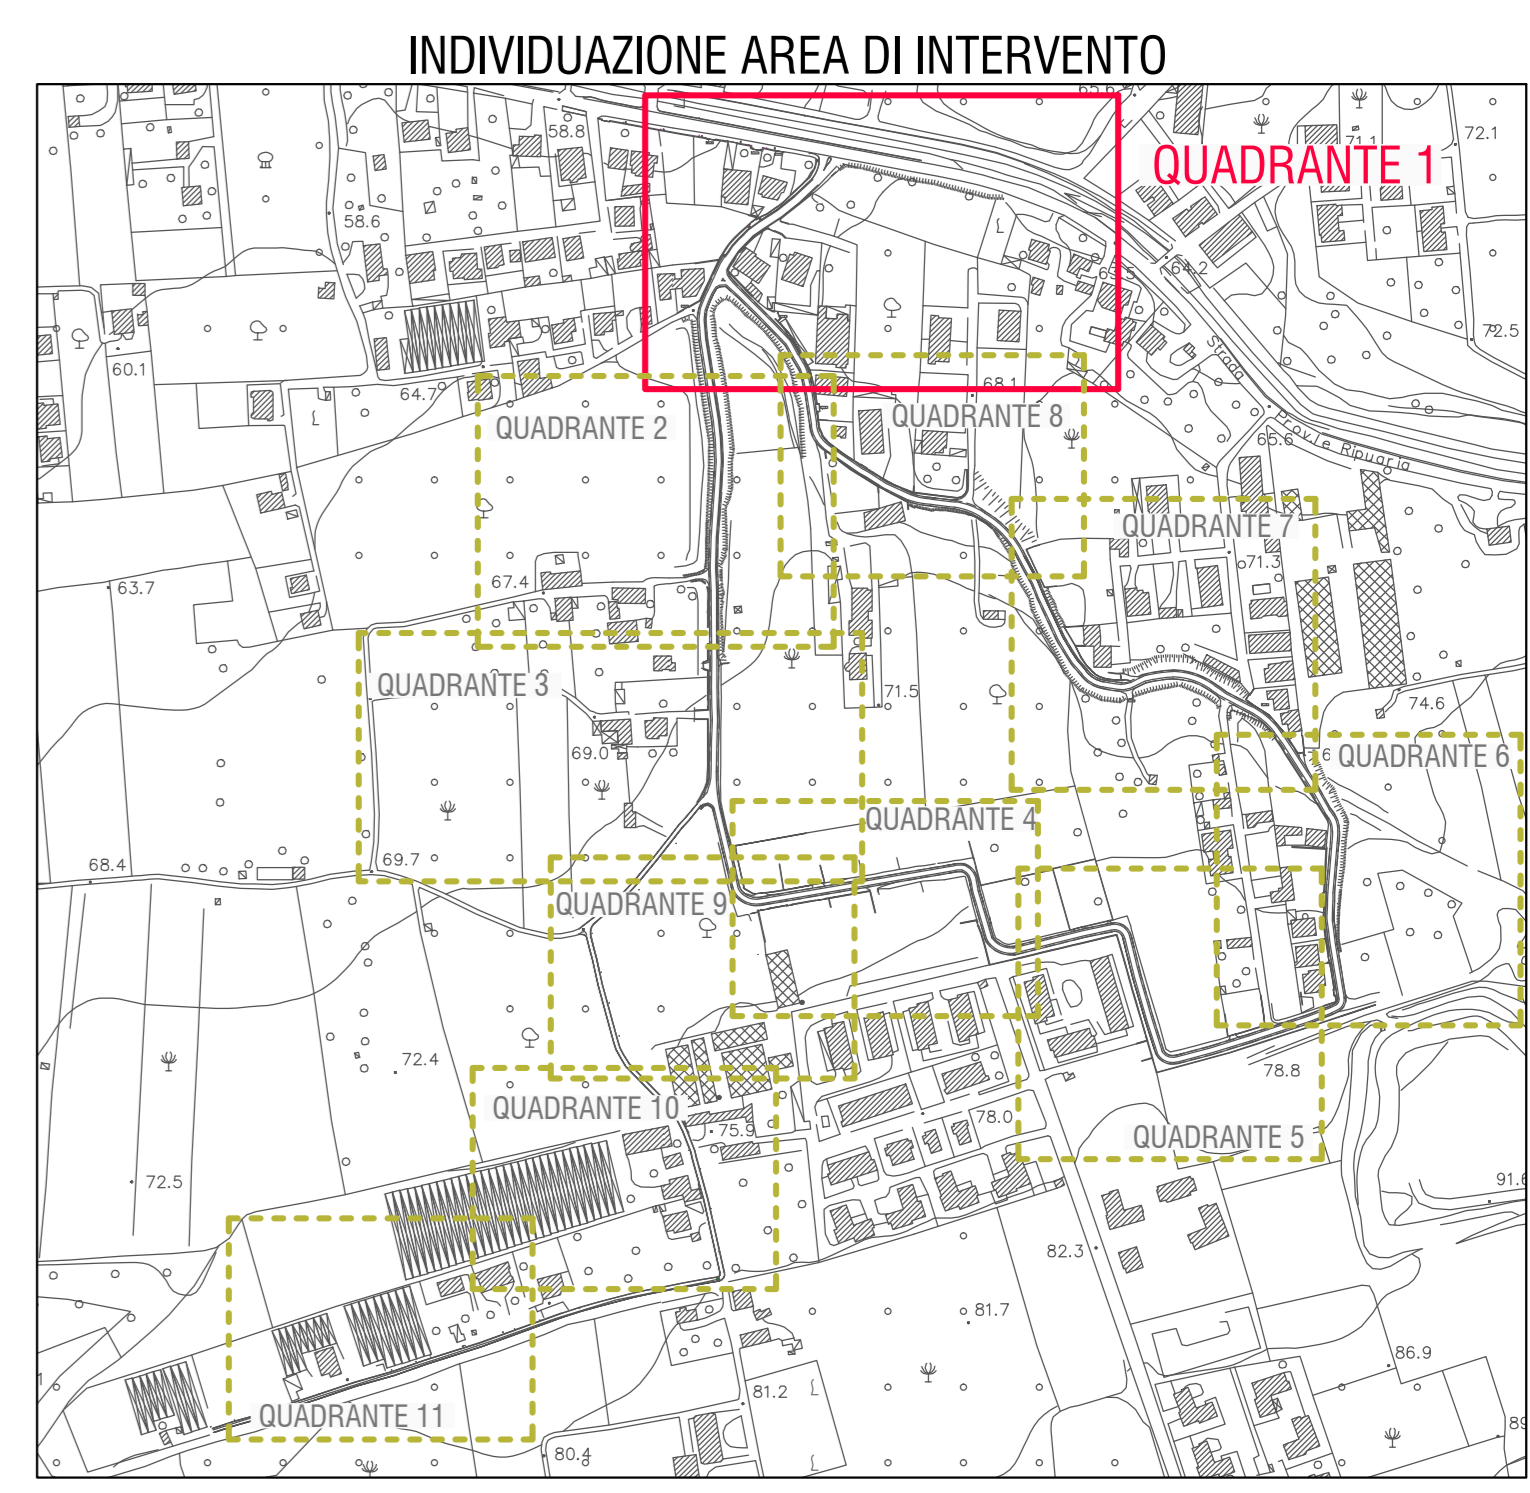 INDIVIDUAZIONE AREA DI INTERVENTO
65.6
58.8
72.1
71.1
QUADRANTE 1
58.6
64.2
72.5
60.1
Strada
64.7
68.1
QUADRANTE 2
QUADRANTE 8
65.6
Prov.le Ripuaria
QUADRANTE 7
71.3
67.4
63.7
QUADRANTE 3
71.5
74.6
69.0
QUADRANTE 6
QUADRANTE 4
69.7
68.4
QUADRANTE 9
72.4
78.8
QUADRANTE 10
78.0
75.9
QUADRANTE 5
72.5
91.6
82.3
81.7
86.9
81.2
QUADRANTE 11
80.4